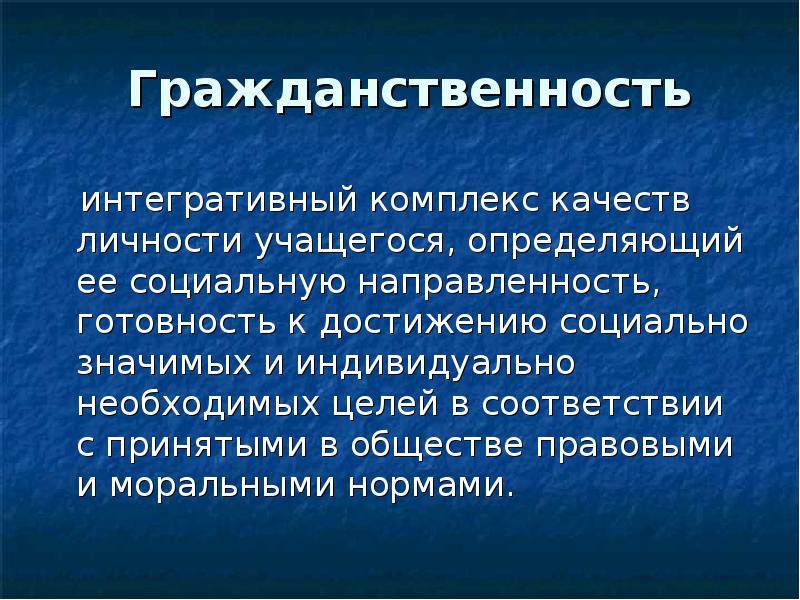 Гражданственность
интегративный комплекс качеств
личности учащегося, определяющий
ее социальную направленность,
готовность к достижению социально
значимых и индивидуально
необходимых целей в соответствии
с принятыми в обществе правовыми
и моральными нормами.